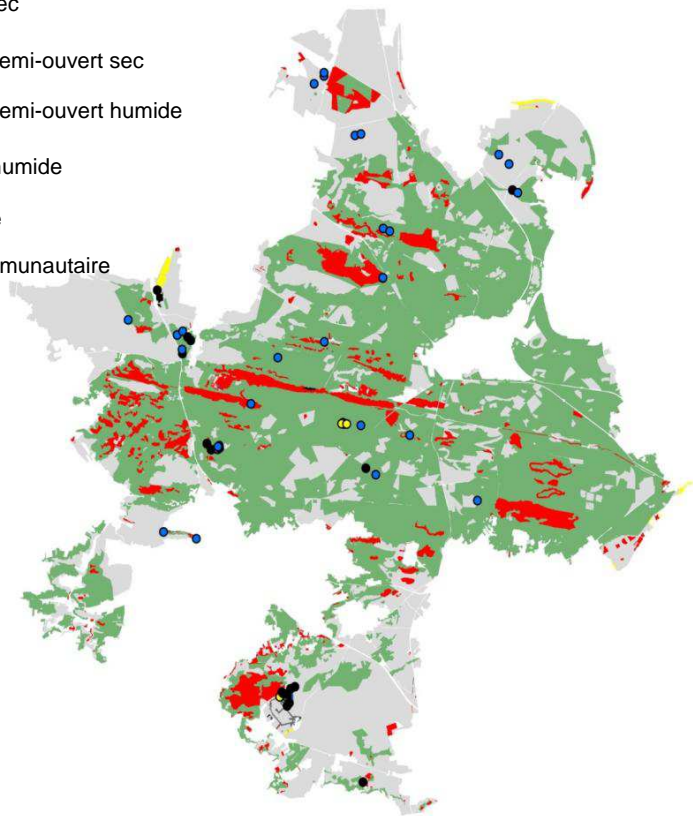 ec
emi-ouvert sec
emi-ouvert humide
umide
e
munautaire